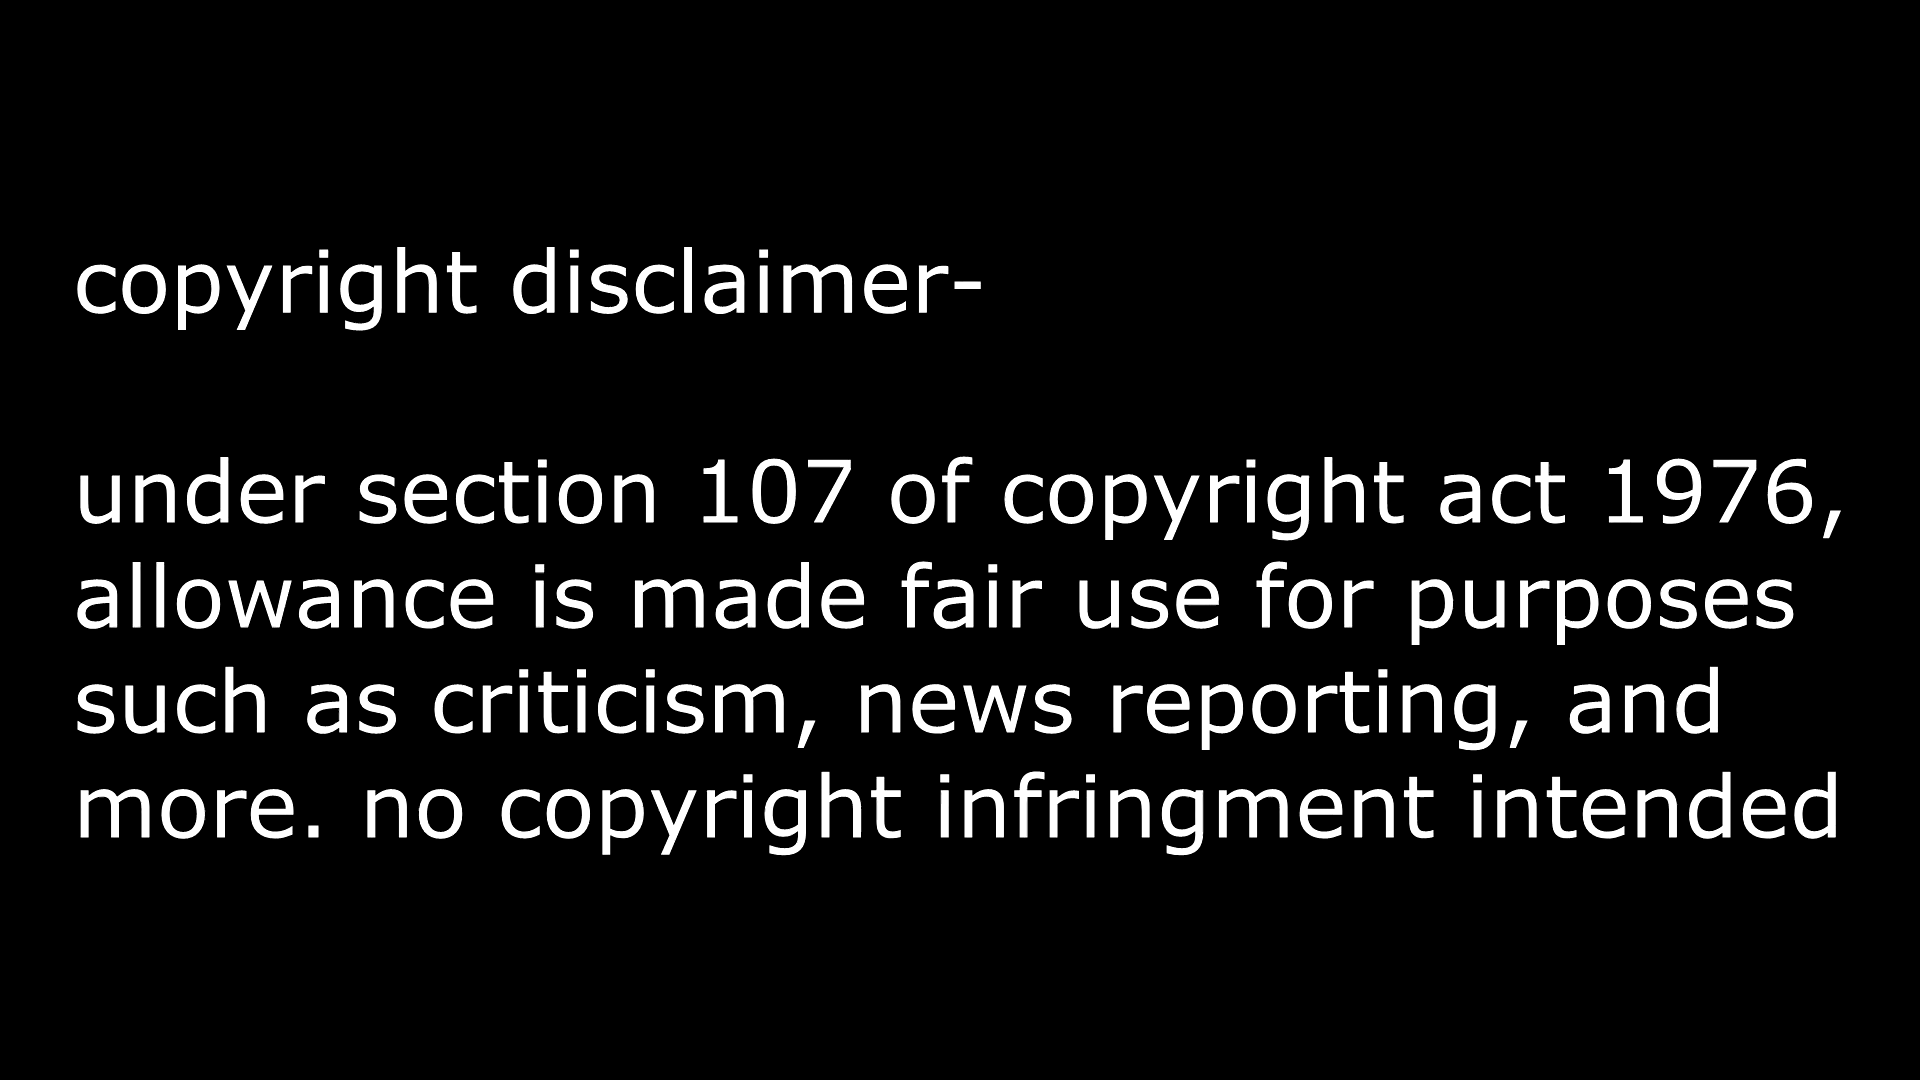 copyright disclaimer-
under section 107 of copyright act 1976,
allowance is made fair use for purposes
such as criticism, news reporting, and
more. no copyright infringment intended